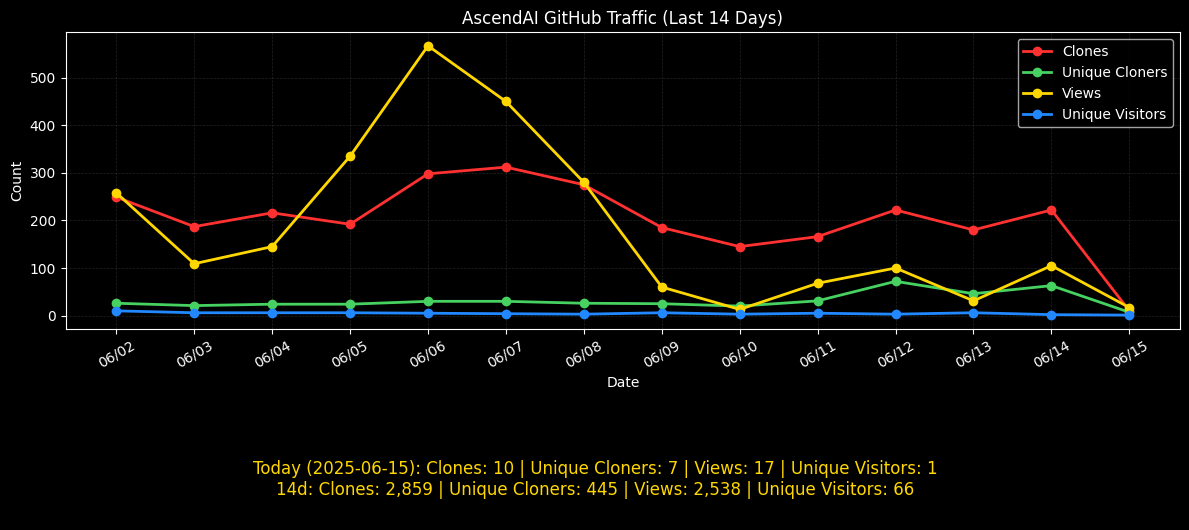 AscendAI GitHub Traffic (Last 14 Days)
Clones
Unique Cloners
Views
Unique Visitors
Count
500
400
300
200
100
0
06/02 06/03 06/04 06/05 06/06 06/07 06/08 06/09 06/10 06/11 06/12 06/13 06/14 06/15
Date
Today (2025-06-15): Clones: 10 | Unique Cloners: 7 | Views: 17 | Unique Visitors: 1
14d: Clones: 2,859 | Unique Cloners: 445 | Views: 2,538 | Unique Visitors: 66